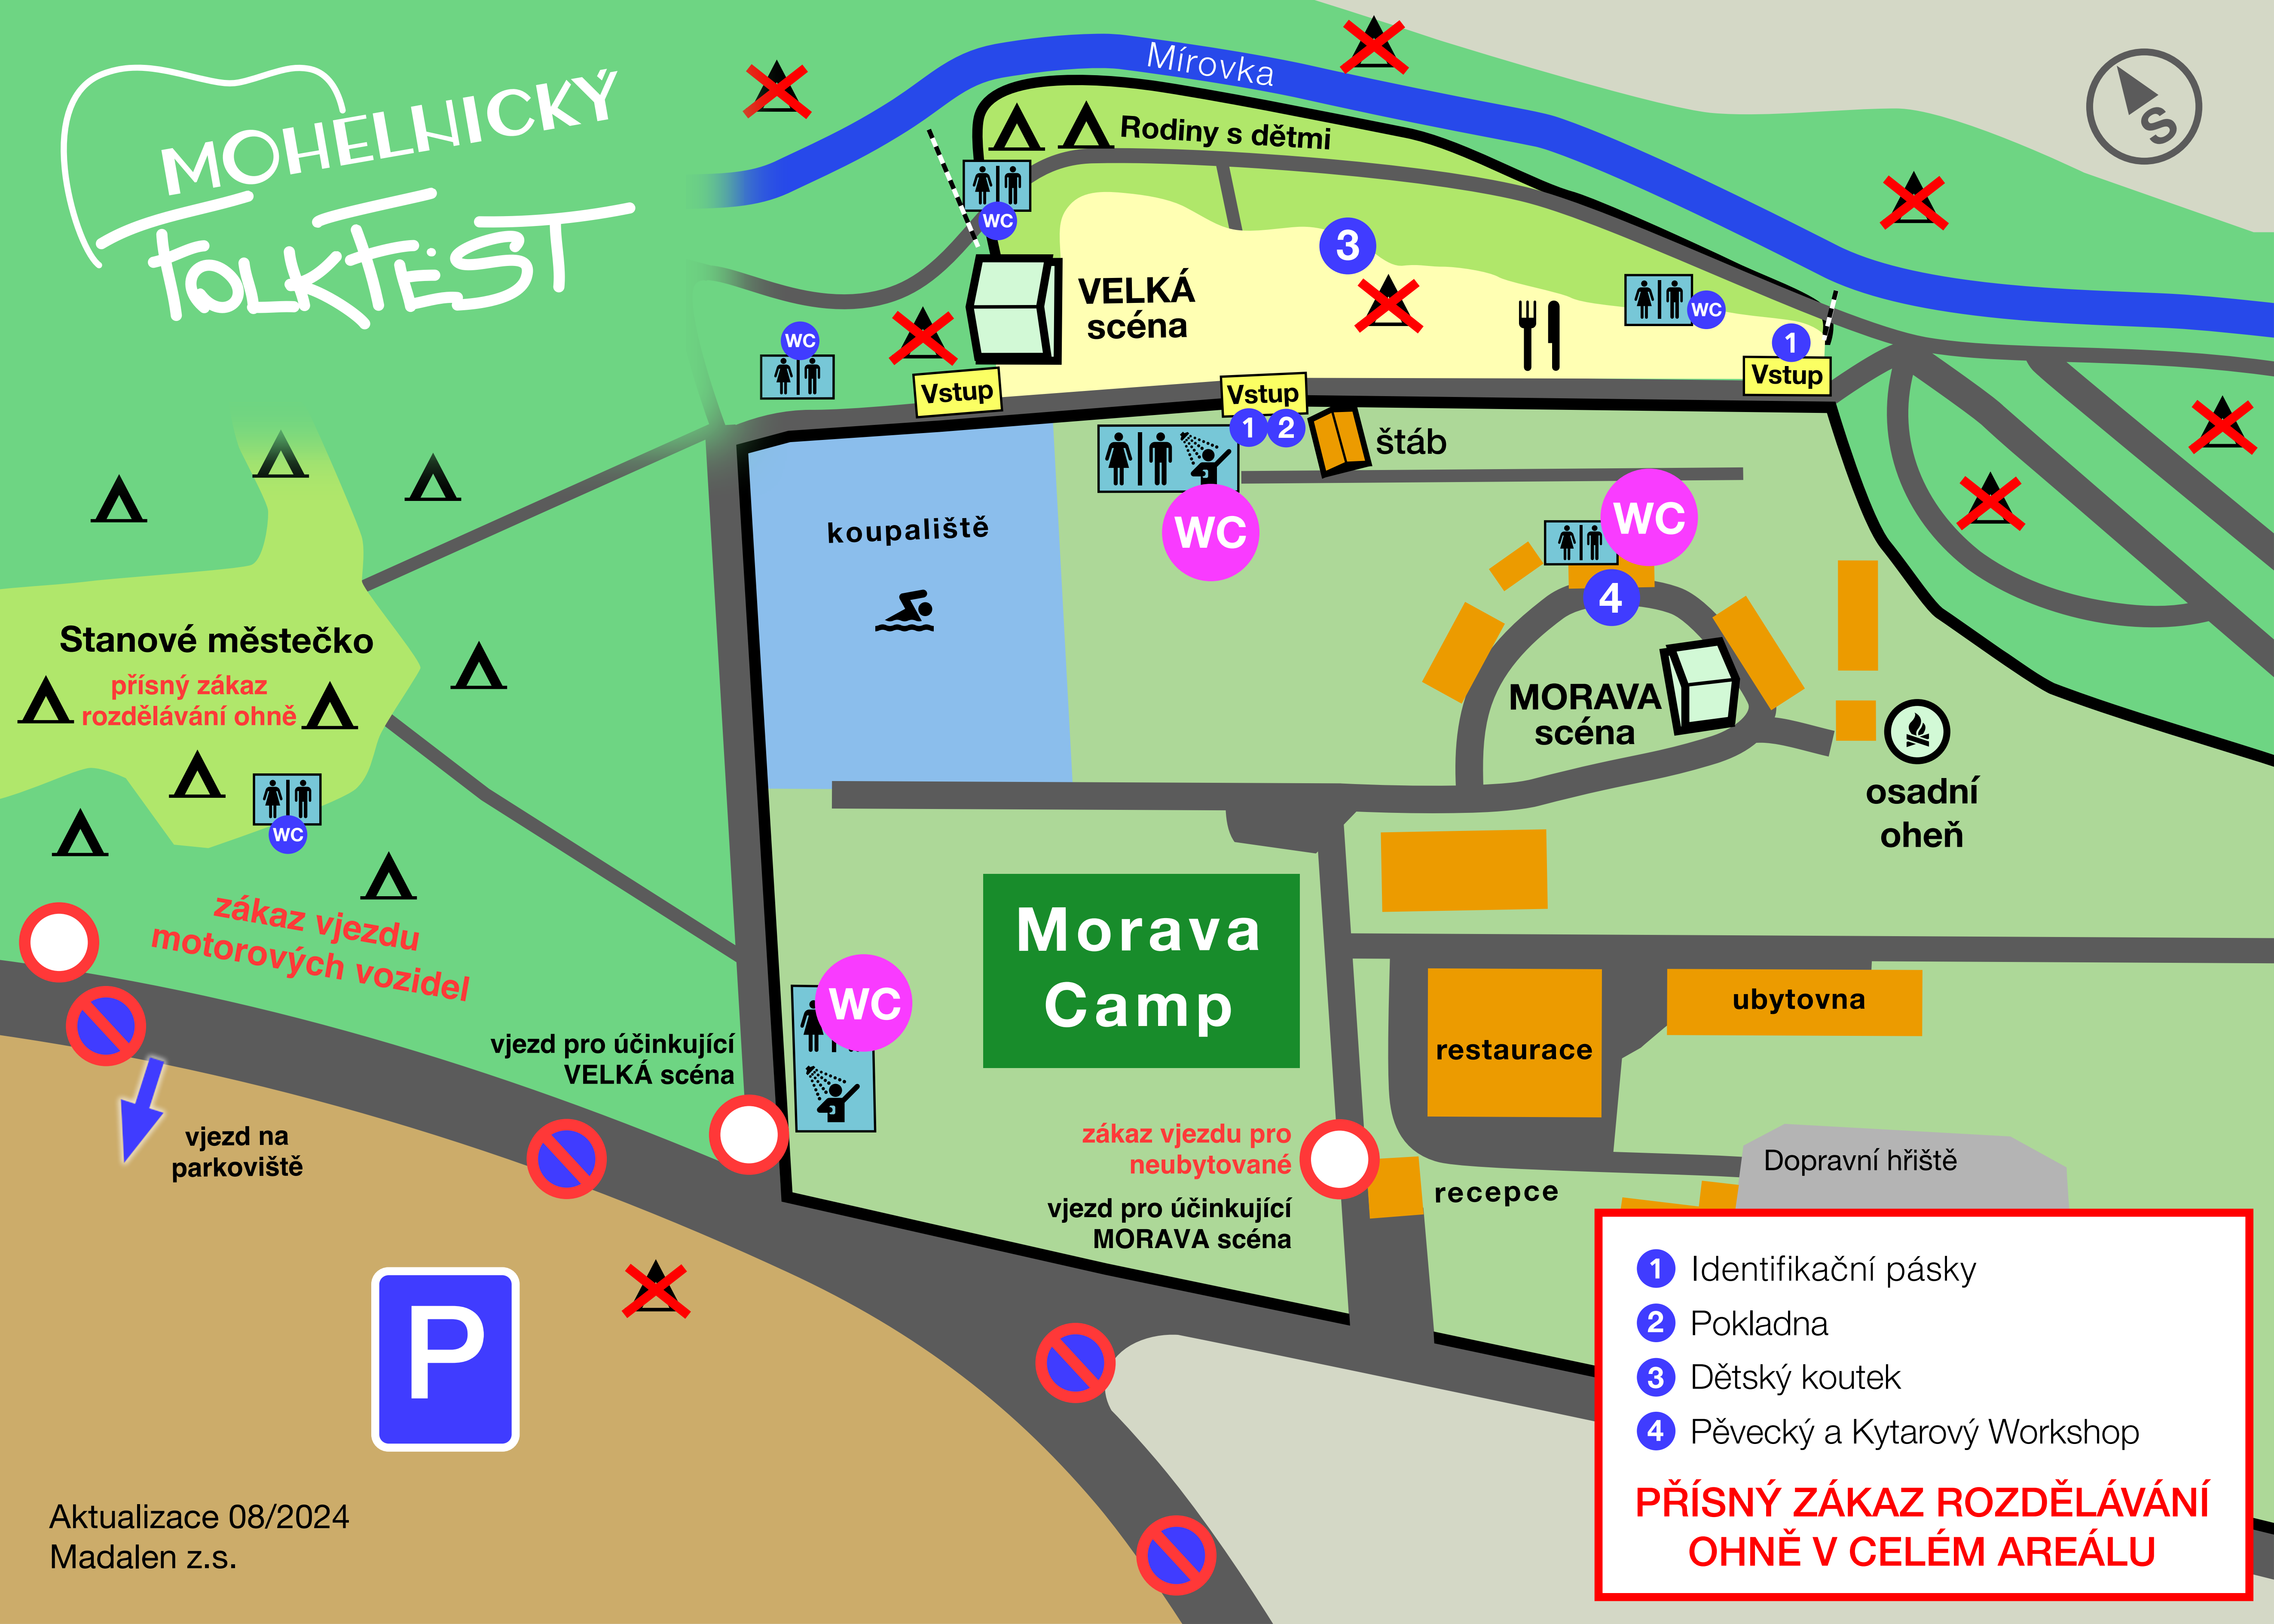 MOHELNICKÝ
FOLKFEST
Mírovka
S
Rodiny s dětmi
WC
3
VELKÁ
scéna
WC
WC
1
Vstup
Vstup
Vstup
1 2
štáb
WC
WC
koupaliště
4
Stanové městečko
přísný zákaz
rozdělávání ohně
MORAVA
scéna
osadní
oheň
WC
zákaz vjezdu
motorových vozidel
Morava
Camp
WC
ubytovna
restaurace
vjezd pro účinkující
VELKÁ scéna
vjezd na
parkoviště
zákaz vjezdu pro
neubytované
Dopravní hřiště
recepce
vjezd pro účinkující
MORAVA scéna
P
1 Identifikační pásky
2 Pokladna
3 Dětský koutek
4 Pěvecký a Kytarový Workshop
PŘÍSNÝ ZÁKAZ ROZDĚLÁVÁNÍ
OHNĚ V CELÉM AREÁLU
Aktualizace 08/2024
Madalen z.s.